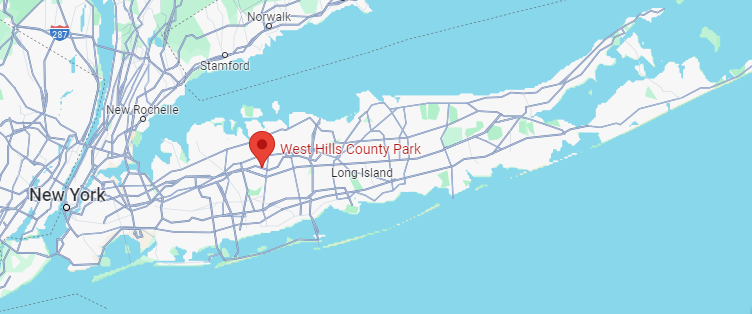 Norwalk
287
Stamford
New Rochelle
West Hills County Park
Long Island
New York